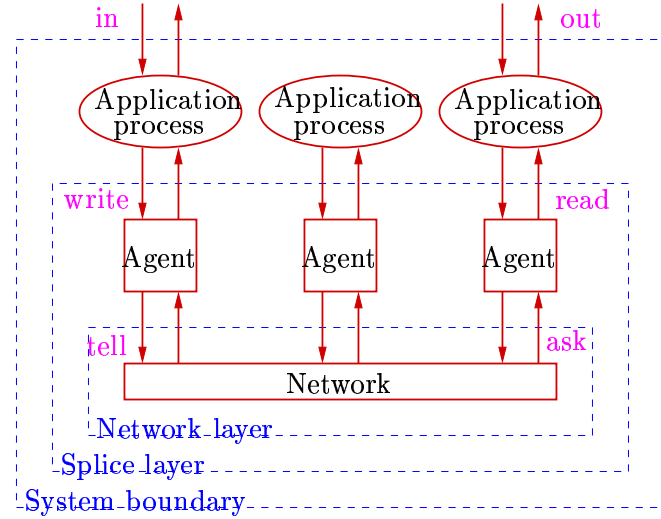 in
out
Application
process
Application
process
Application
process
write
read
Agent
Agent
Agent
tell
ask
Network
Network layer
Splice layer
System boundary